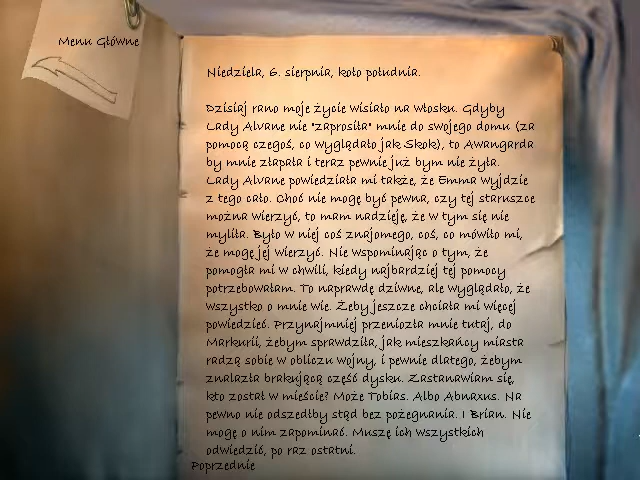 Menu Główne
Niedziela, 6. sierpnia, koło południa.
Dzisiaj rano moje życie wisiało na włosku. Gdyby
Lady Alvane nie "zaprosiła" mnie do swojego domu (za
pomocą czegoś, co wyglądało jak Skok), to Awangarda
by mnie złapała i teraz pewnie już bym nie żyła.
Lady Alvane powiedziała mi także, że Emma wyjdzie
z tego cało. Choć nie mogę być pewna, czy tej staruszce
można wierzyć, to mam nadzieję, że w tym się nie
myliła. Było w niej coś znajomego, coś, co mówiło mi,
że mogę jej wierzyć. Nie wspominając o tym, że
pomogła mi w chwili, kiedy najbardziej tej pomocy
potrzebowałam. To naprawdę dziwne, ale wyglądało, że
wszystko o mnie wie. Żeby jeszcze chciała mi więcej
powiedzieć. Przynajmniej przeniozła mnie tutaj, do
Markurii, żebym sprawdziła, jak mieszkańcy miasta
radzą sobie w obliczu wojny, i pewnie dlatego, żebym
znalazła brakującą część dysku. Zastanawiam się,
kto został w mieście? Może Tobias. Albo Abnaxus. Na
pewno nie odszedłby stąd bez pożegnania. I Brian. Nie
mogę o nim zapominać. Muszę ich wszystkich
odwiedzić, po raz ostatni.
Poprzednie